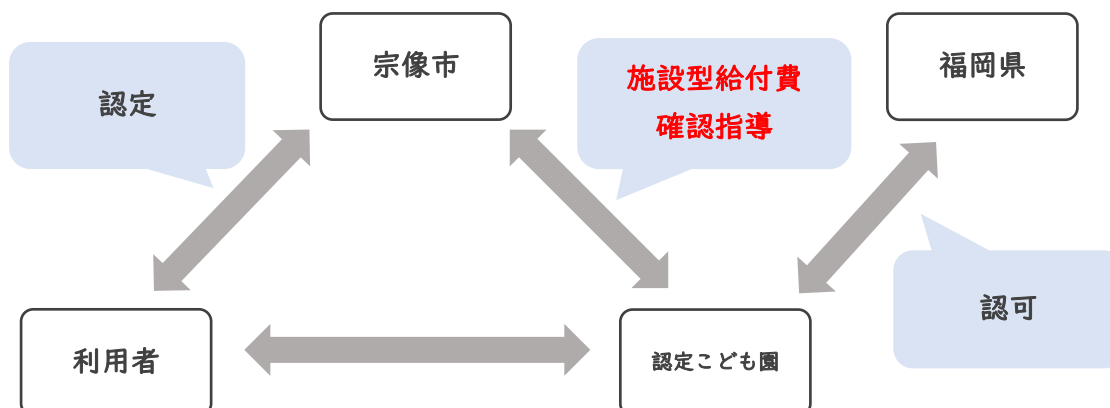 宗像市
福岡県
認定
施設型給付費
確認指導
認可
利用者
認定こども園